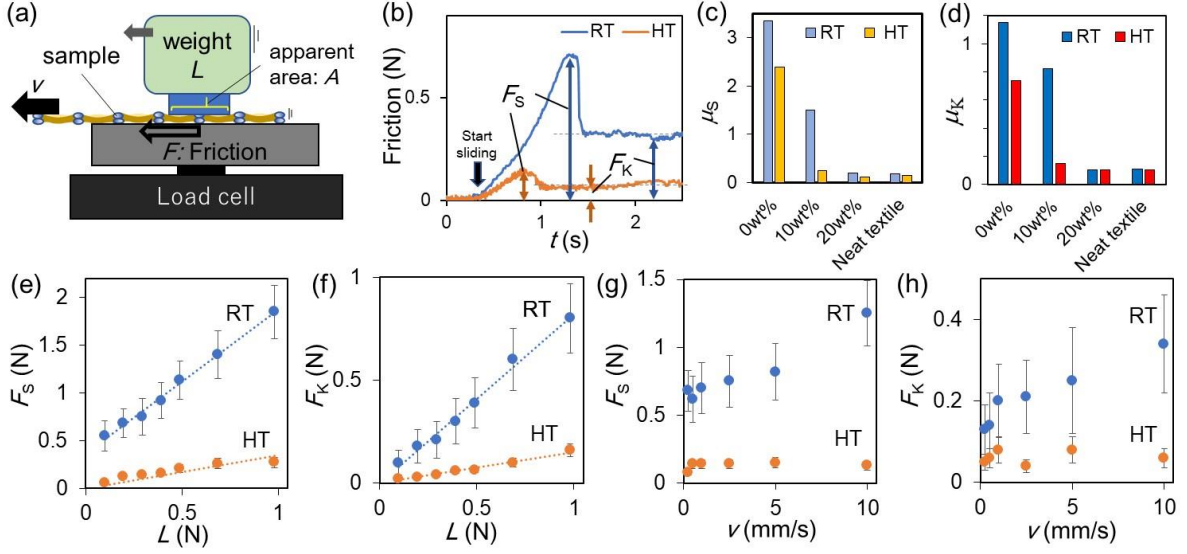 (a)
weight
L
sample
apparent
area: A
v
F: Friction
Load cell
(b)
RT HT
Friction (N)
0.5
0
Fs
FK
Start
sliding
0 1 2
t (s)
(c)
RT HT
μs
3
2
1
0
0wt% 10wt% 20wt% Neat textile
(d)
RT HT
μK
1
0
0wt% 10wt% 20wt% Neat textile
(e)
Fs (N)
2
1.5
1
0.5
0
RT
HT
0 0.5 1
L (N)
(f)
FK (N)
1
0.5
0
RT
HT
0 0.5 1
L (N)
(g)
Fs (N)
1.5
1
0.5
0
RT
HT
0 5 10
v (mm/s)
(h)
FK (N)
0.4
0.2
0
RT
HT
0 5 10
v (mm/s)